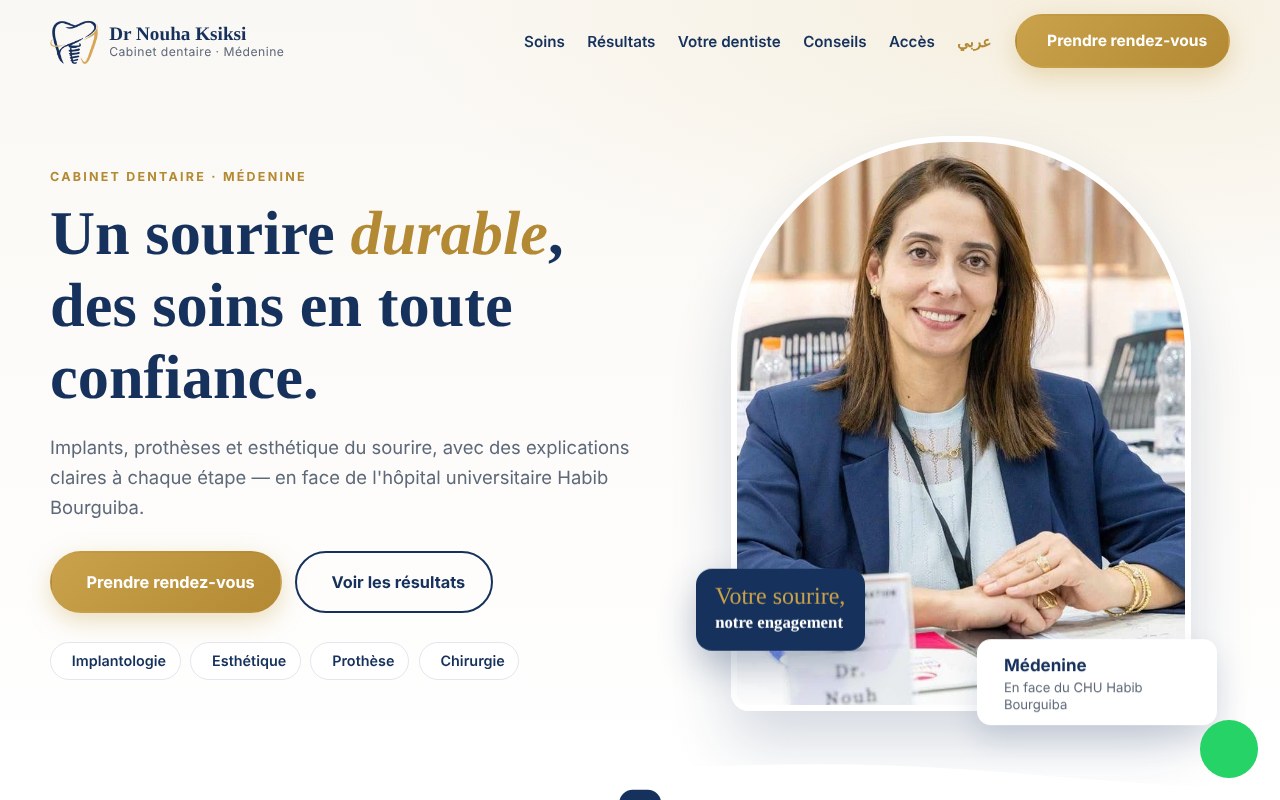 Dr Nouha Ksiksi
Cabinet dentaire · Médenine
Soins
Résultats
Votre dentiste
Conseils
Accès
عربي
Prendre rendez-vous
CABINET DENTAIRE · MÉDENINE
Un sourire durable,
des soins en toute
confiance.
Implants, prothèses et esthétique du sourire, avec des explications
claires à chaque étape — en face de l'hôpital universitaire Habib
Bourguiba.
Prendre rendez-vous
Voir les résultats
Implantologie
Esthétique
Prothèse
Chirurgie
Votre sourire,
notre engagement
Dr.
Nouh
Médenine
En face du CHU Habib
Bourguiba